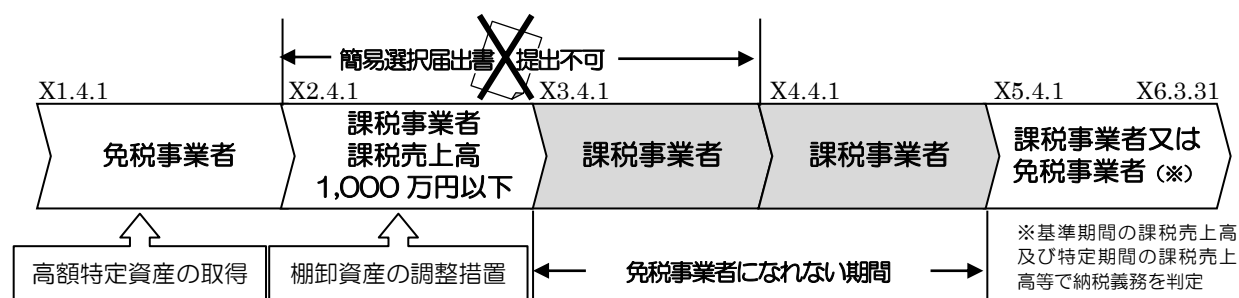 簡易選択届出書 提出不可
X1.4.1 X2.4.1 X3.4.1 X4.4.1 X5.4.1 X6.3.31
免税事業者
課税事業者
課税売上高
1,000 万円以下
課税事業者
課税事業者
課税事業者又は
免税事業者（※）
高額特定資産の取得
棚卸資産の調整措置
免税事業者になれない期間
※基準期間の課税売上高
及び特定期間の課税売上
高等で納税義務を判定